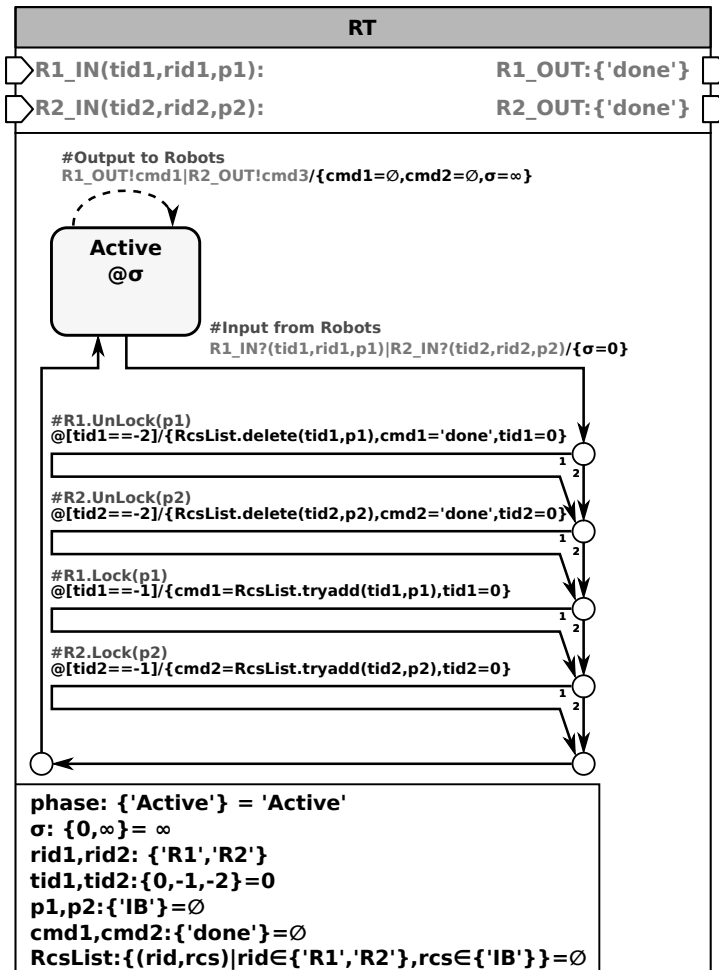 RT
R1_IN(tid1,rid1,p1): R1_OUT:{'done'}
R2_IN(tid2,rid2,p2): R2_OUT:{'done'}
#Output to Robots
R1_OUT!cmd1|R2_OUT!cmd3/{cmd1=∅,cmd2=∅,σ=∞}
Active
@σ
#Input from Robots
R1_IN?(tid1,rid1,p1)|R2_IN?(tid2,rid2,p2)/{σ=0}
#R1.UnLock(p1)
@[tid1==-2]/{RcsList.delete(tid1,p1),cmd1='done',tid1=0}
1
2
#R2.UnLock(p2)
@[tid2==-2]/{RcsList.delete(tid2,p2),cmd2='done',tid2=0}
1
2
#R1.Lock(p1)
@[tid1==-1]/{cmd1=RcsList.tryadd(tid1,p1),tid1=0}
1
2
#R2.Lock(p2)
@[tid2==-1]/{cmd2=RcsList.tryadd(tid2,p2),tid2=0}
1
2
phase: {'Active'} = 'Active'
σ: {0,∞}= ∞
rid1,rid2: {'R1','R2'}
tid1,tid2:{0,-1,-2}=0
p1,p2:{'IB'}=∅
cmd1,cmd2:{'done'}=∅
RcsList:{(rid,rcs)|rid∈{'R1','R2'},rcs∈{'IB'}}=∅